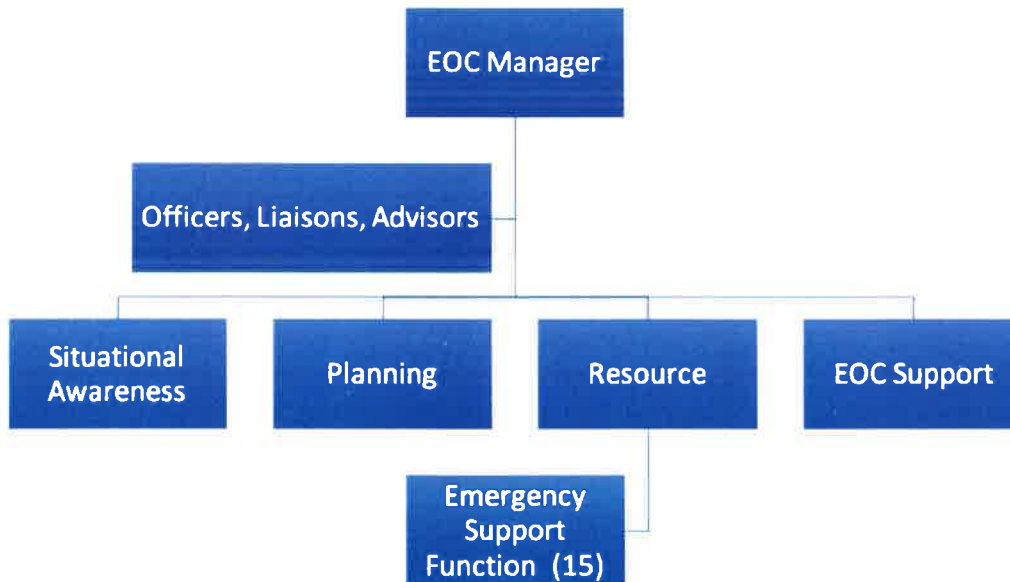 EOC Manager
Officers, Liaisons, Advisors
Situational
Awareness
Planning
Resource
EOC Support
Emergency
Support
Function (15)